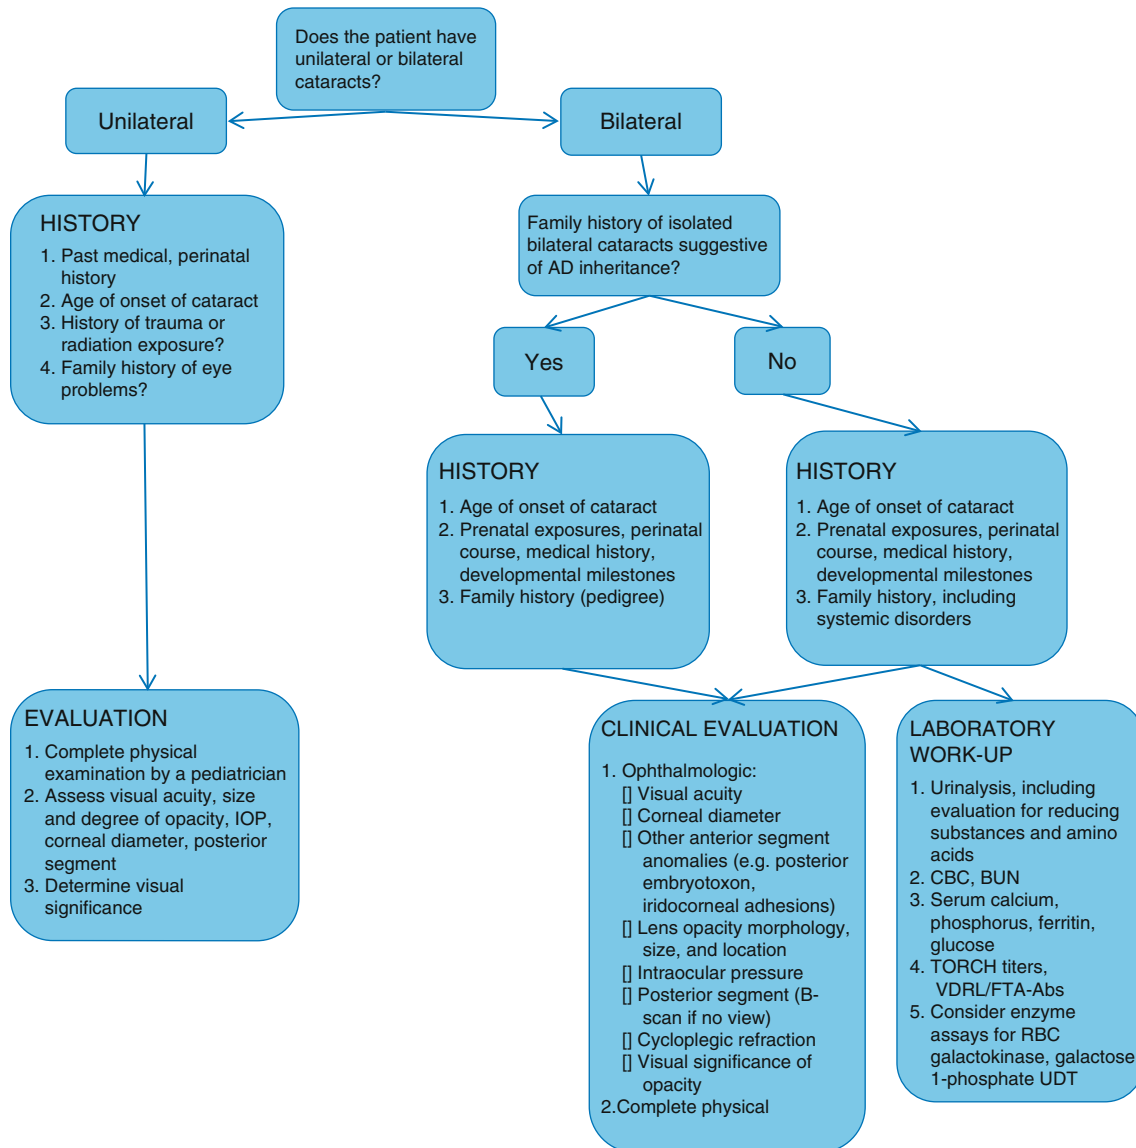 Does the patient have
unilateral or bilateral
cataracts?
Unilateral
Bilateral
HISTORY
1. Past medical, perinatal
history
2. Age of onset of cataract
3. History of trauma or
radiation exposure?
4. Family history of eye
problems?
Family history of isolated
bilateral cataracts suggestive
of AD inheritance?
Yes
No
HISTORY
1. Age of onset of cataract
2. Prenatal exposures, perinatal
course, medical history,
developmental milestones
3. Family history (pedigree)
HISTORY
1. Age of onset of cataract
2. Prenatal exposures, perinatal
course, medical history,
developmental milestones
3. Family history, including
systemic disorders
EVALUATION
1. Complete physical
examination by a pediatrician
2. Assess visual acuity, size
and degree of opacity, IOP,
corneal diameter, posterior
segment
3. Determine visual
significance
CLINICAL EVALUATION
1. Ophthalmologic:
[] Visual acuity
[] Corneal diameter
[] Other anterior segment
anomalies (e.g. posterior
embryotoxon,
iridocorneal adhesions)
[] Lens opacity morphology,
size, and location
[] Intraocular pressure
[] Posterior segment (B-
scan if no view)
[] Cycloplegic refraction
[] Visual significance of
opacity
2.Complete physical
LABORATORY
WORK-UP
1. Urinalysis, including
evaluation for reducing
substances and amino
acids
2. CBC, BUN
3. Serum calcium,
phosphorus, ferritin,
glucose
4. TORCH titers,
VDRL/FTA-Abs
5. Consider enzyme
assays for RBC
galactokinase, galactose
1-phosphate UDT